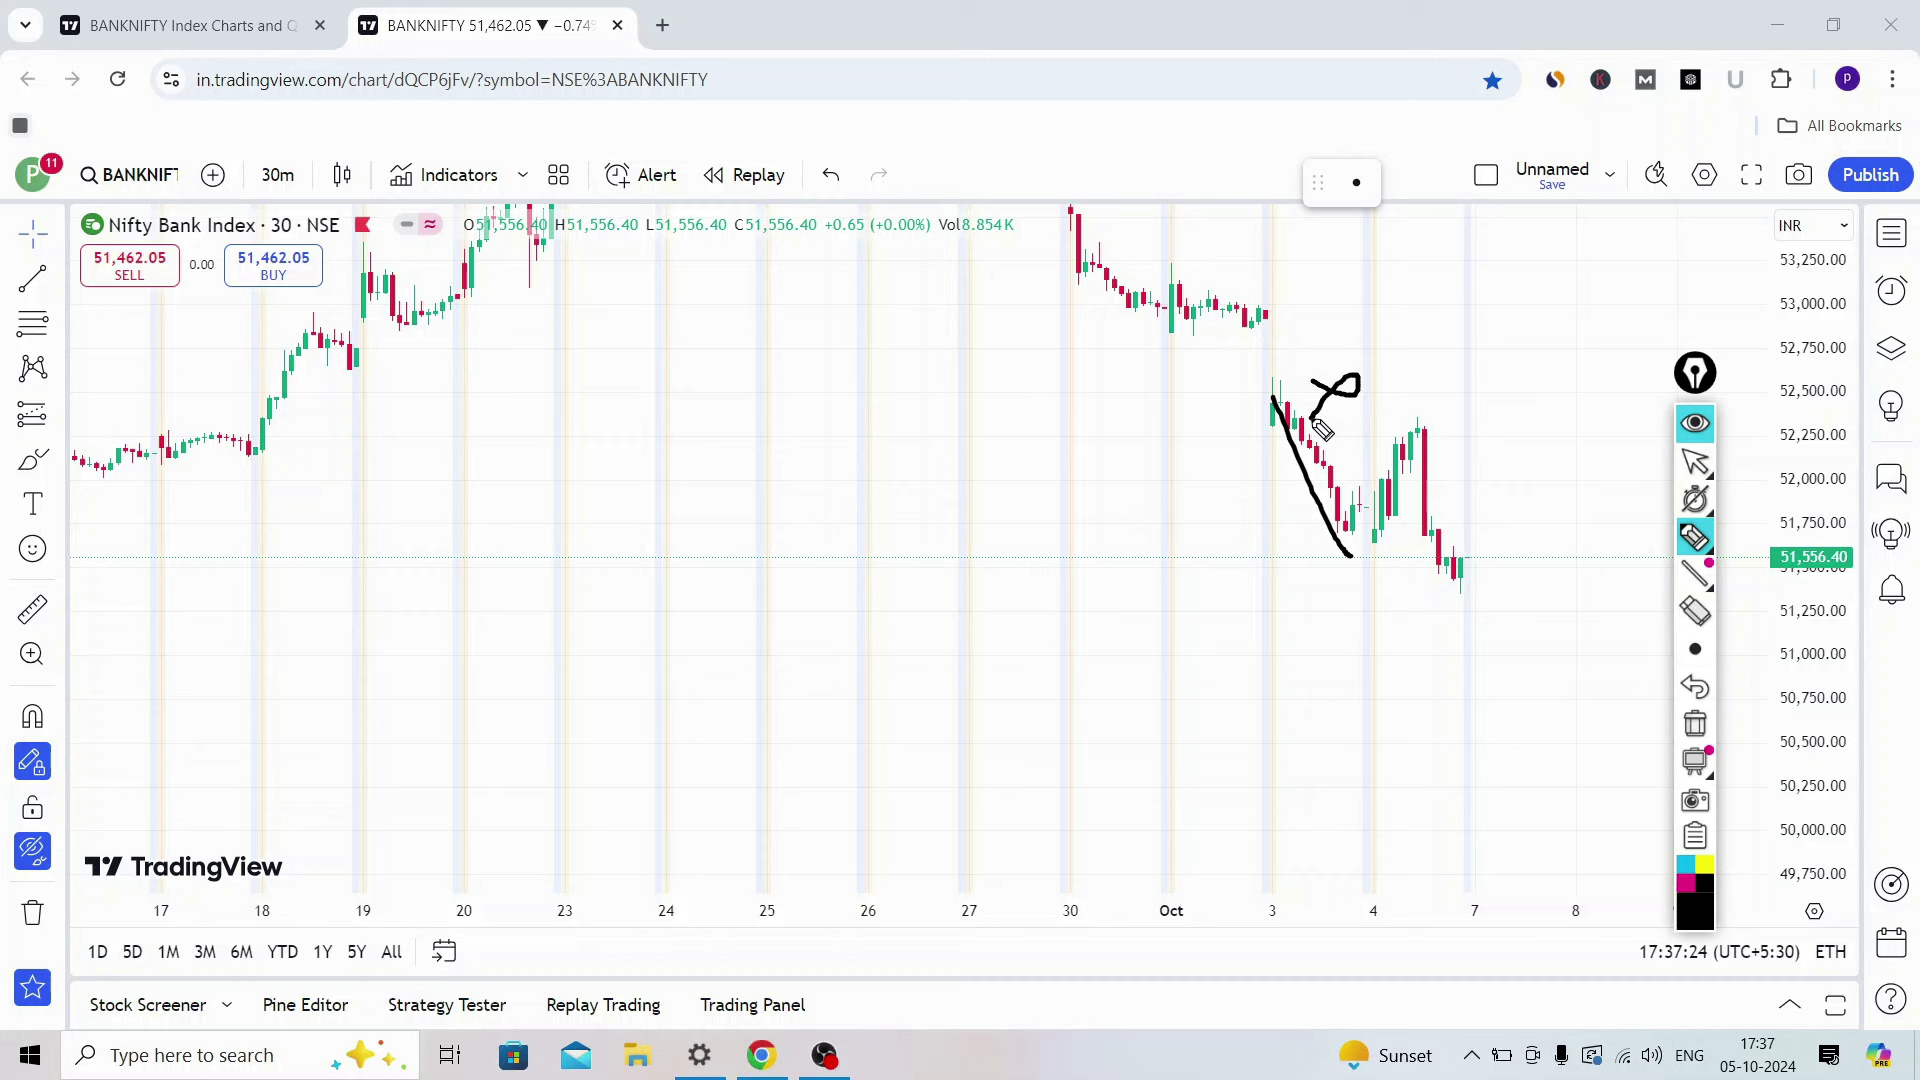 BANKNIFTY Index Charts and Q
BANKNIFTY 51,462.05 ▼ −0.74%
in.tradingview.com/chart/dQCP6jFv/?symbol=NSE%3ABANKNIFTY
All Bookmarks
P 11 BANKNIFT 30m Indicators Alert Replay Unnamed Save Publish
Nifty Bank Index · 30 · NSE O51,556.40 H51,556.40 L51,556.40 C51,556.40 +0.65 (+0.00%) Vol8.854 K
INR
51,462.05 SELL 0.00 51,462.05 BUY
53,250.00
53,000.00
52,750.00
52,500.00
52,250.00
52,000.00
51,750.00
51,556.40
51,500.00
51,250.00
51,000.00
50,750.00
50,500.00
50,250.00
50,000.00
49,750.00
TradingView
17 18 19 20 23 24 25 26 27 30 Oct 3 4 7 8
1D 5D 1M 3M 6M YTD 1Y 5Y All 17:37:24 (UTC+5:30) ETH
Stock Screener Pine Editor Strategy Tester Replay Trading Trading Panel
Type here to search
Sunset ENG 17:37
05-10-2024
PRE